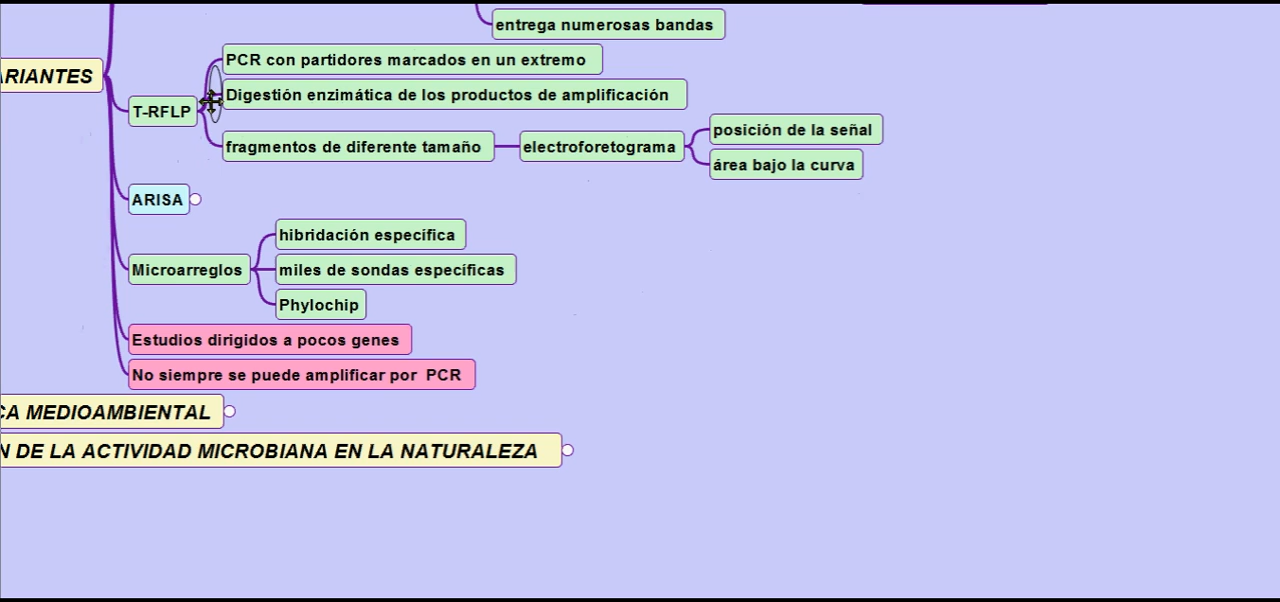 entrega numerosas bandas
ARIANTES
T-RFLP
PCR con partidores marcados en un extremo
Digestión enzimática de los productos de amplificación
fragmentos de diferente tamaño
electroforetograma
posición de la señal
área bajo la curva
ARISA
Microarreglos
hibridación específica
miles de sondas específicas
Phylochip
Estudios dirigidos a pocos genes
No siempre se puede amplificar por PCR
CA MEDIOAMBIENTAL
N DE LA ACTIVIDAD MICROBIANA EN LA NATURALEZA